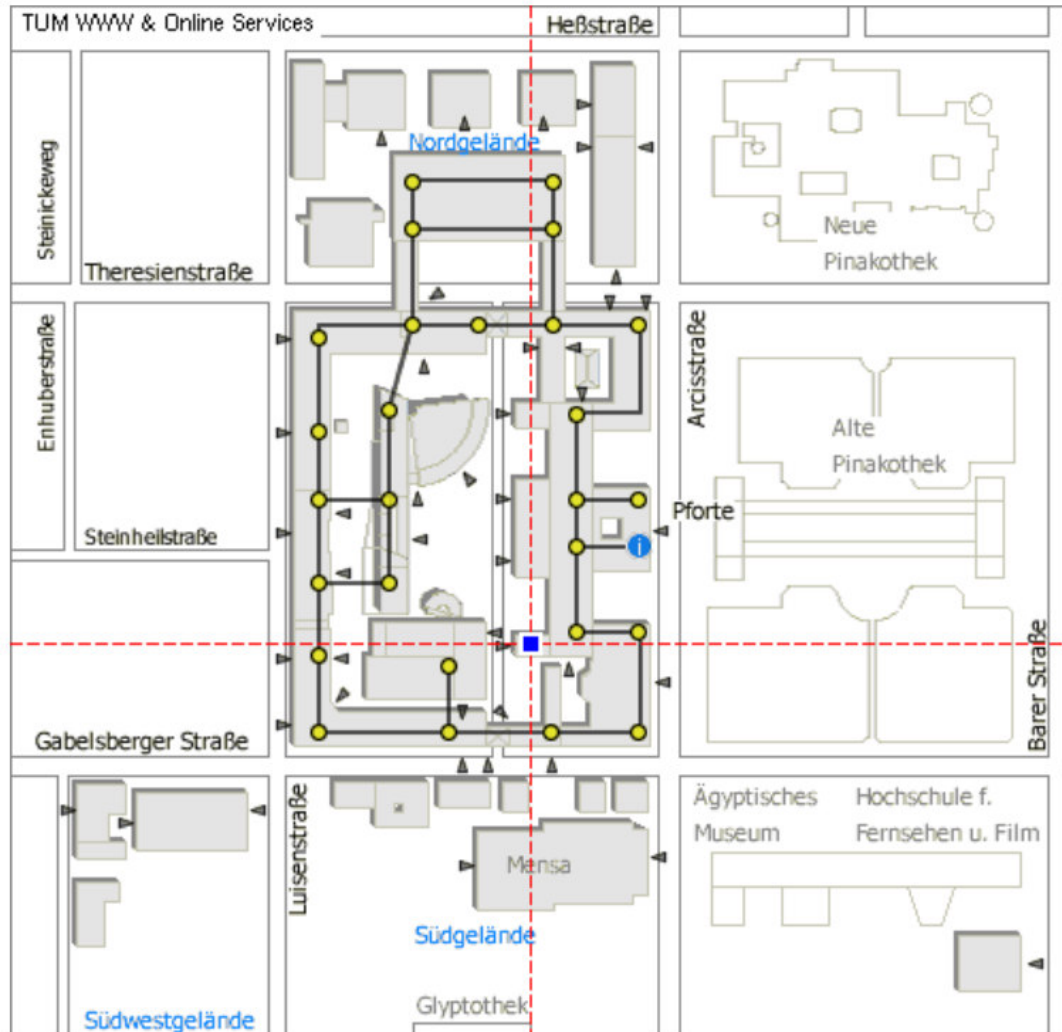 TUM WWW & Online Services
Heßstraße
Steinickeweg
Nordgelände
Neue
Pinakothek
Theresienstraße
Enhuberstraße
Arcisstraße
Alte
Pinakothek
Pforte
Steinheilstraße
i
Barer Straße
Gabelsberger Straße
Luisenstraße
Ägyptisches
Museum
Hochschule f.
Fernsehen u. Film
Mensa
Südgelände
Glyptothek
Südwestgelände